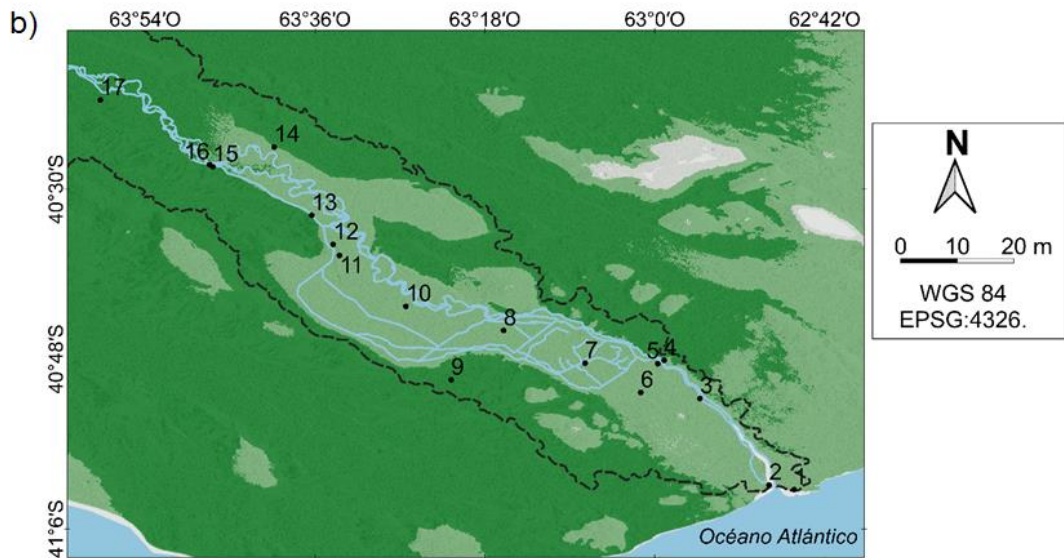 b)
63°54'O 63°36'O 63°18'O 63°0'O 62°42'O
40°30'S
40°48'S
41°6'S
17
14
16 15
13
12
11
10
8
9
7
5 4
6
3
2 1
Océano Atlántico
N
0 10 20 m
WGS 84
EPSG:4326.